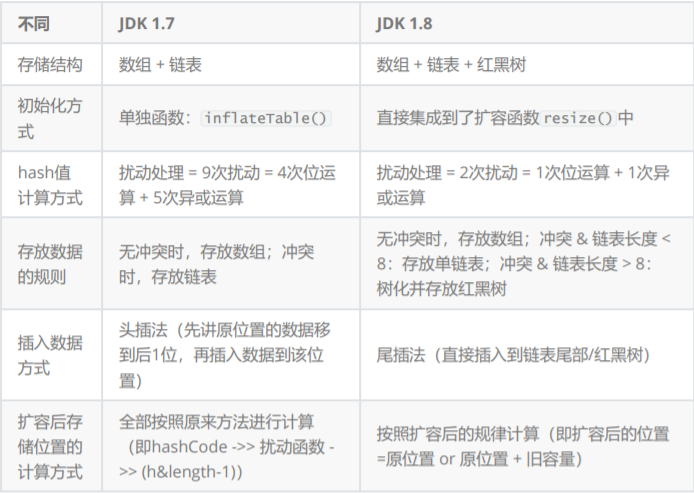 不同
JDK 1.7
JDK 1.8
存储结构
数组 + 链表
数组 + 链表 + 红黑树
初始化方
式
单独函数：inflateTable()
直接集成到了扩容函数resize()中
hash值
计算方式
扰动处理 = 9次扰动 = 4次位运
算 + 5次异或运算
扰动处理 = 2次扰动 = 1次位运算 + 1次异
或运算
存放数据
的规则
无冲突时，存放数组；冲突
时，存放链表
无冲突时，存放数组；冲突 & 链表长度 <
8：存放单链表；冲突 & 链表长度 > 8：
树化并存放红黑树
插入数据
方式
头插法（先讲原位置的数据移
到后1位，再插入数据到该位
置）
尾插法（直接插入到链表尾部/红黑树）
扩容后存
储位置的
计算方式
全部按照原来方法进行计算
（即hashCode ->> 扰动函数 -
>> (h&length-1)）
按照扩容后的规律计算（即扩容后的位置
=原位置 or 原位置 + 旧容量）